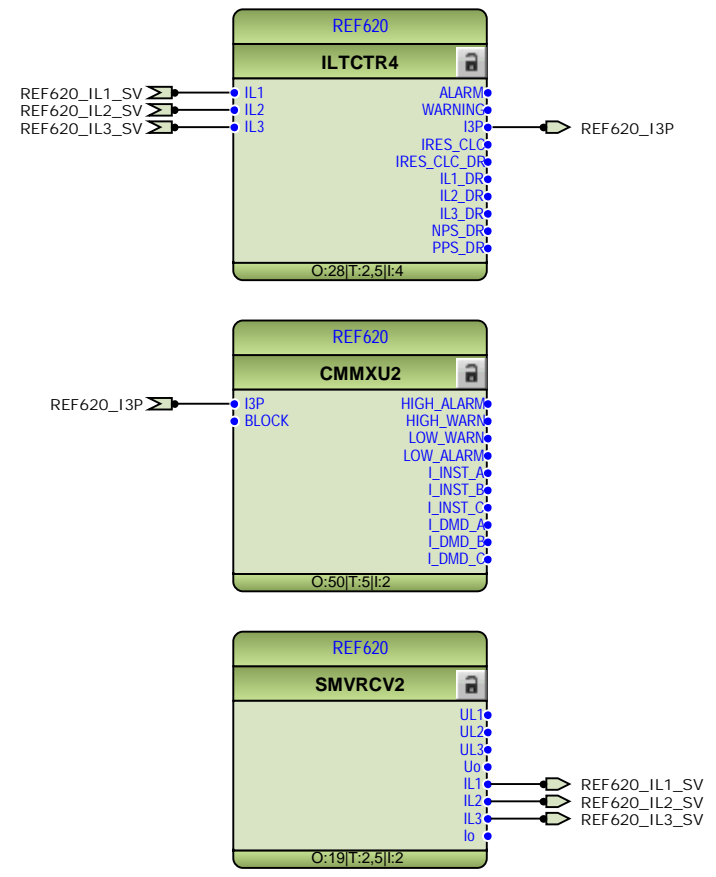 REF620
ILTCTR4
REF620_IL1_SV IL1 ALARM
REF620_IL2_SV IL2 WARNING
REF620_IL3_SV IL3 I3P REF620_I3P
IRES_CLC
IRES_CLC_DR
IL1_DR
IL2_DR
IL3_DR
NPS_DR
PPS_DR
O:28|T:2,5|I:4
REF620
CMMXU2
REF620_I3P I3P HIGH_ALARM
BLOCK HIGH_WARN
LOW_WARN
LOW_ALARM
I_INST_A
I_INST_B
I_INST_C
I_DMD_A
I_DMD_B
I_DMD_C
O:50|T:5|I:2
REF620
SMVRCV2
UL1
UL2
UL3
Uo
IL1 REF620_IL1_SV
IL2 REF620_IL2_SV
IL3 REF620_IL3_SV
Io
O:19|T:2,5|I:2